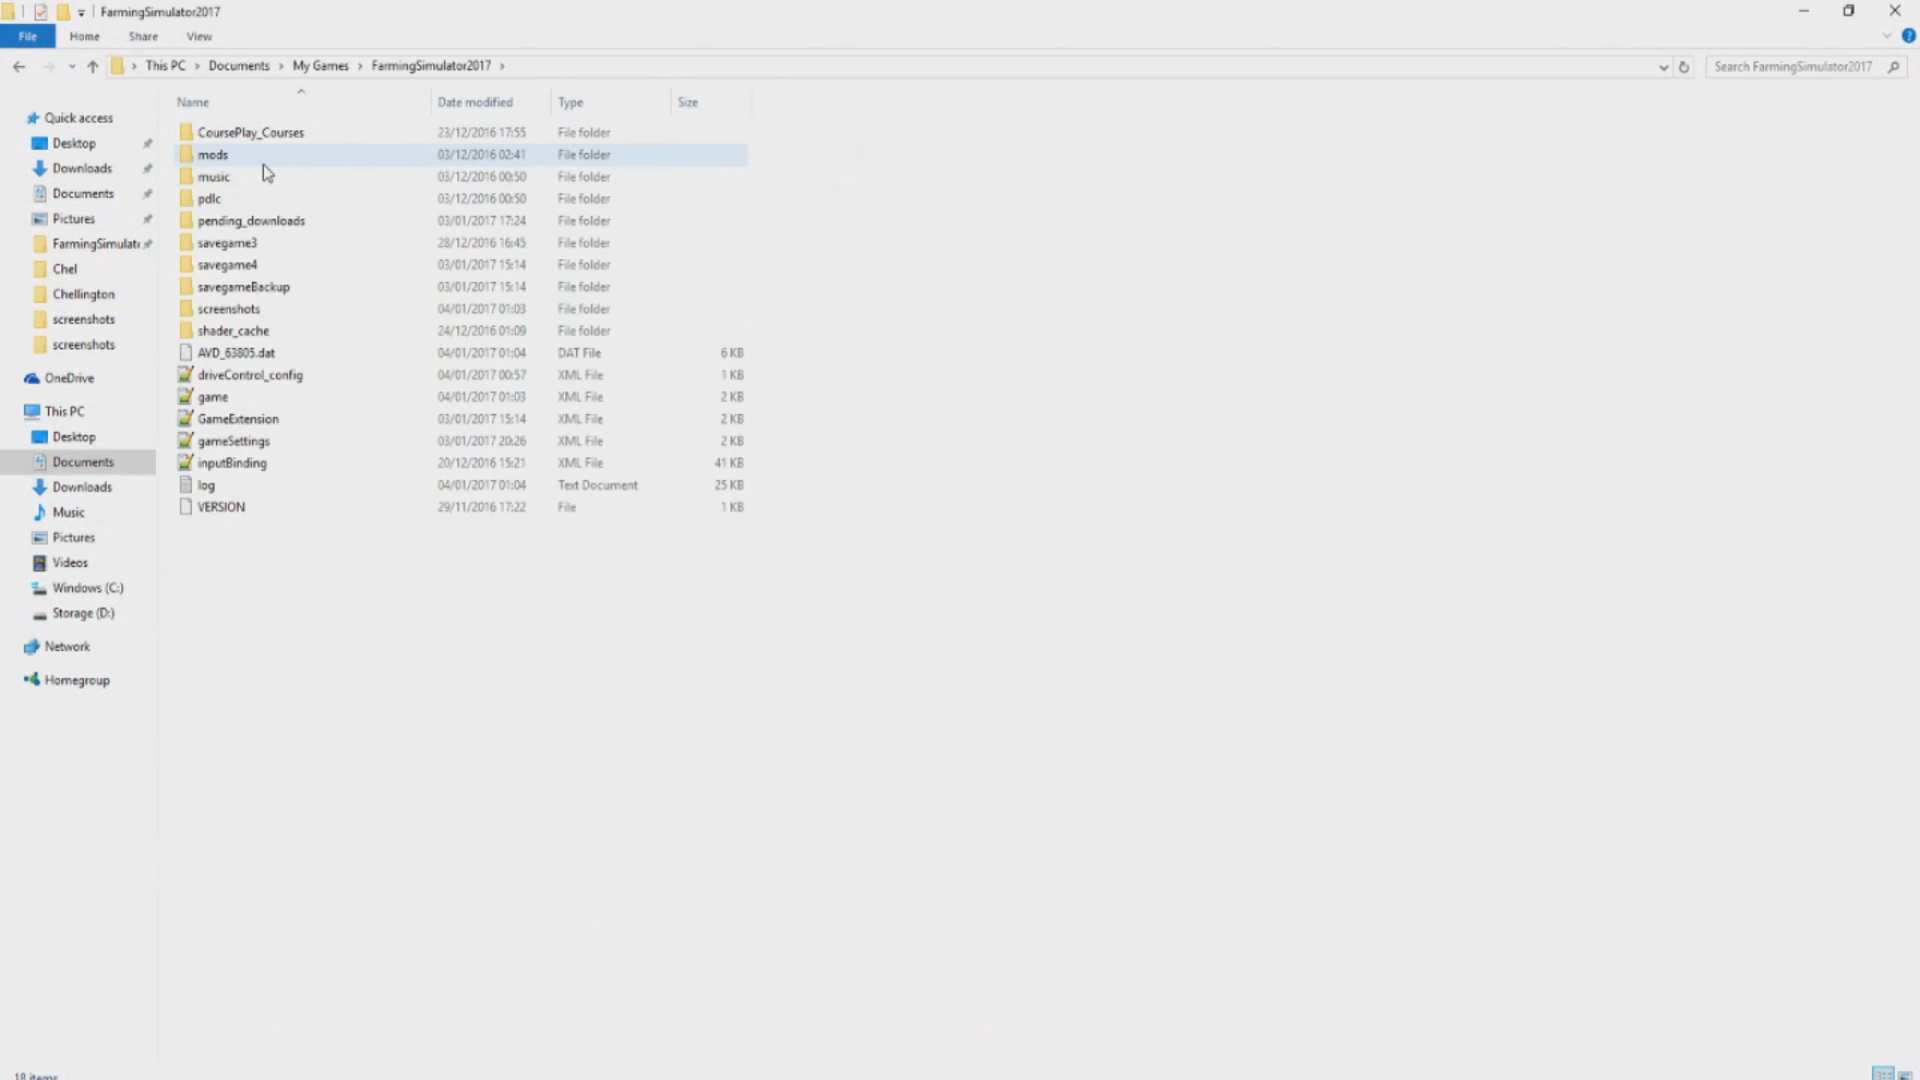 FarmingSimulator2017
File Home Share View
This PC Documents My Games FarmingSimulator2017
Search FarmingSimulator2017
Name Date modified Type Size
Quick access
Desktop
Downloads
Documents
Pictures
FarmingSimulat
Chel
Chellington
screenshots
screenshots
OneDrive
This PC
Desktop
Documents
Downloads
Music
Pictures
Videos
Windows (C:)
Storage (D:)
Network
Homegroup
CoursePlay_Courses 23/12/2016 17:55 File folder
mods 03/12/2016 02:41 File folder
music 03/12/2016 00:50 File folder
pdlc 03/12/2016 00:50 File folder
pending_downloads 03/01/2017 17:24 File folder
savegame3 28/12/2016 16:45 File folder
savegame4 03/01/2017 15:14 File folder
savegameBackup 03/01/2017 15:14 File folder
screenshots 04/01/2017 01:03 File folder
shader_cache 24/12/2016 01:09 File folder
AVD_63805.dat 04/01/2017 01:04 DAT File 6 KB
driveControl_config 04/01/2017 00:57 XML File 1 KB
game 04/01/2017 01:03 XML File 2 KB
GameExtension 03/01/2017 15:14 XML File 2 KB
gameSettings 03/01/2017 20:26 XML File 2 KB
inputBinding 20/12/2016 15:21 XML File 41 KB
log 04/01/2017 01:04 Text Document 25 KB
VERSION 29/11/2016 17:22 File 1 KB
18 items